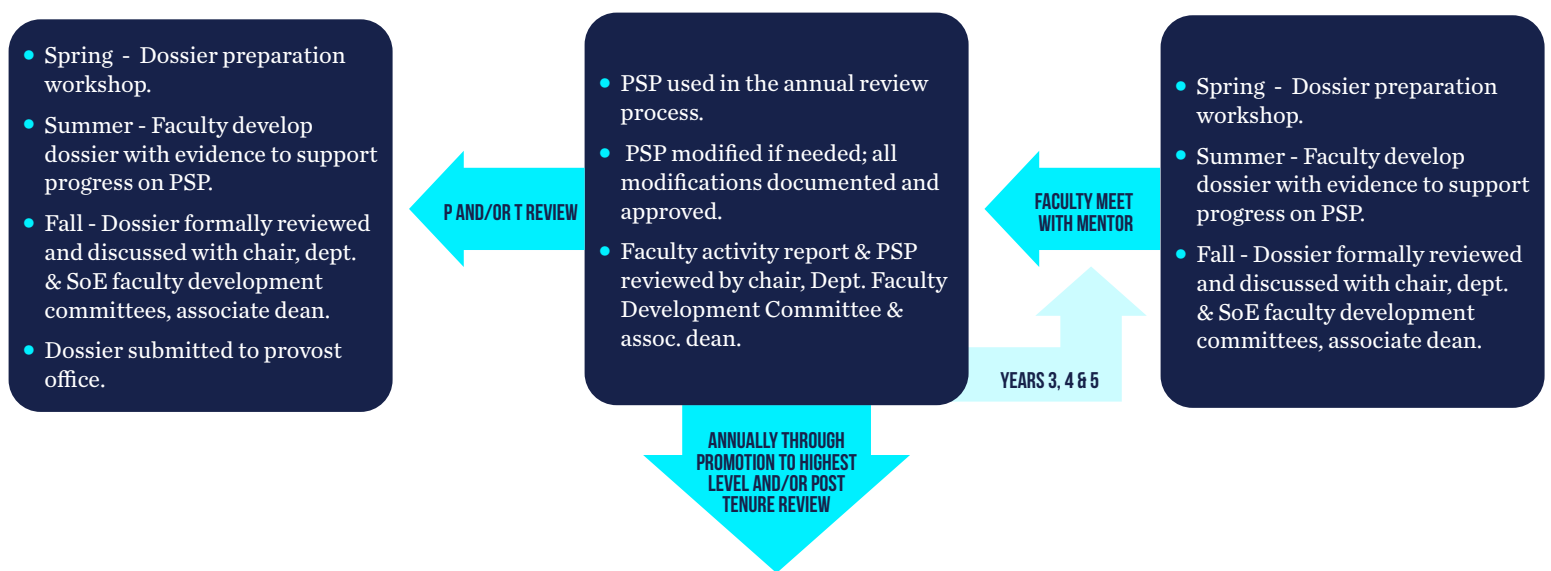 Spring - Dossier preparation
workshop.
Summer - Faculty develop
dossier with evidence to support
progress on PSP.
Fall - Dossier formally reviewed
and discussed with chair, dept.
& SoE faculty development
committees, associate dean.
Dossier submitted to provost
office.
P AND/OR T REVIEW
PSP used in the annual review
process.
PSP modified if needed; all
modifications documented and
approved.
Faculty activity report & PSP
reviewed by chair, Dept. Faculty
Development Committee &
assoc. dean.
FACULTY MEET
WITH MENTOR
Spring - Dossier preparation
workshop.
Summer - Faculty develop
dossier with evidence to support
progress on PSP.
Fall - Dossier formally reviewed
and discussed with chair, dept.
& SoE faculty development
committees, associate dean.
YEARS 3, 4 & 5
ANNUALLY THROUGH
PROMOTION TO HIGHEST
LEVEL AND/OR POST
TENURE REVIEW